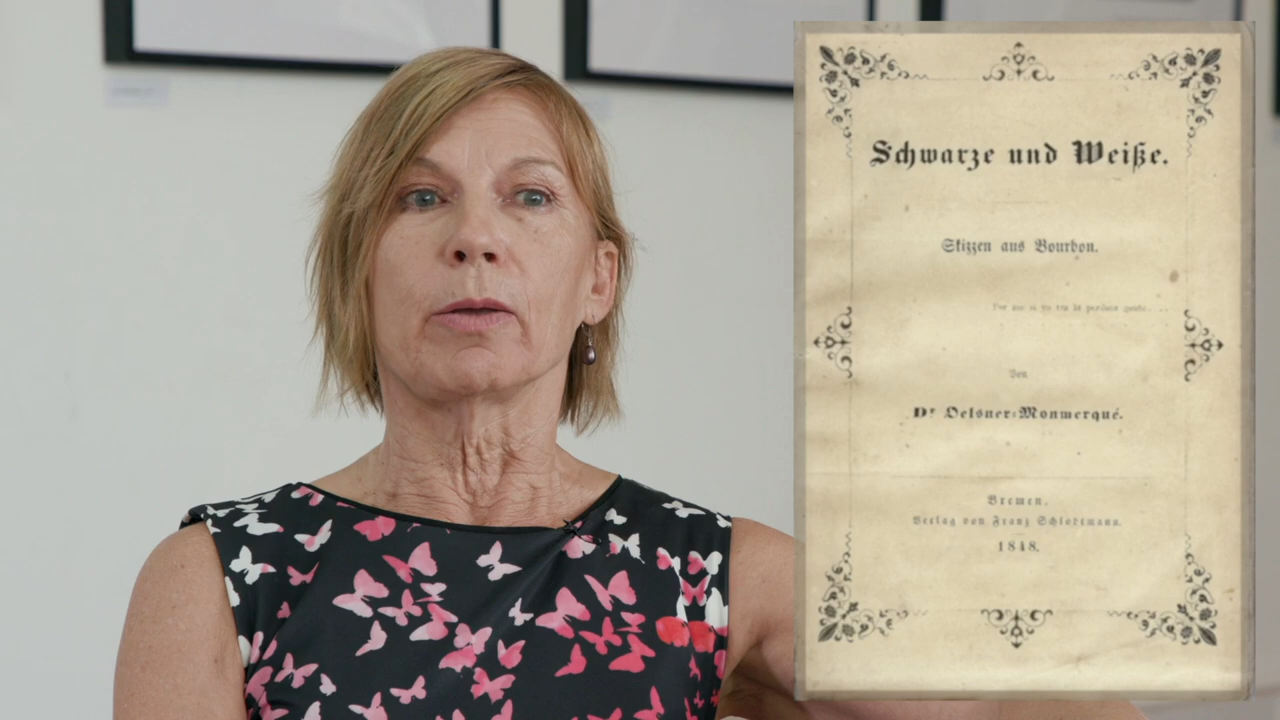 Schwarze und Weiße.
Skizzen aus Bourbon.
Von
Dr Oelsner-Monmerqué.
Bremen.
Verlag von Franz Schlodtmann.
1848.